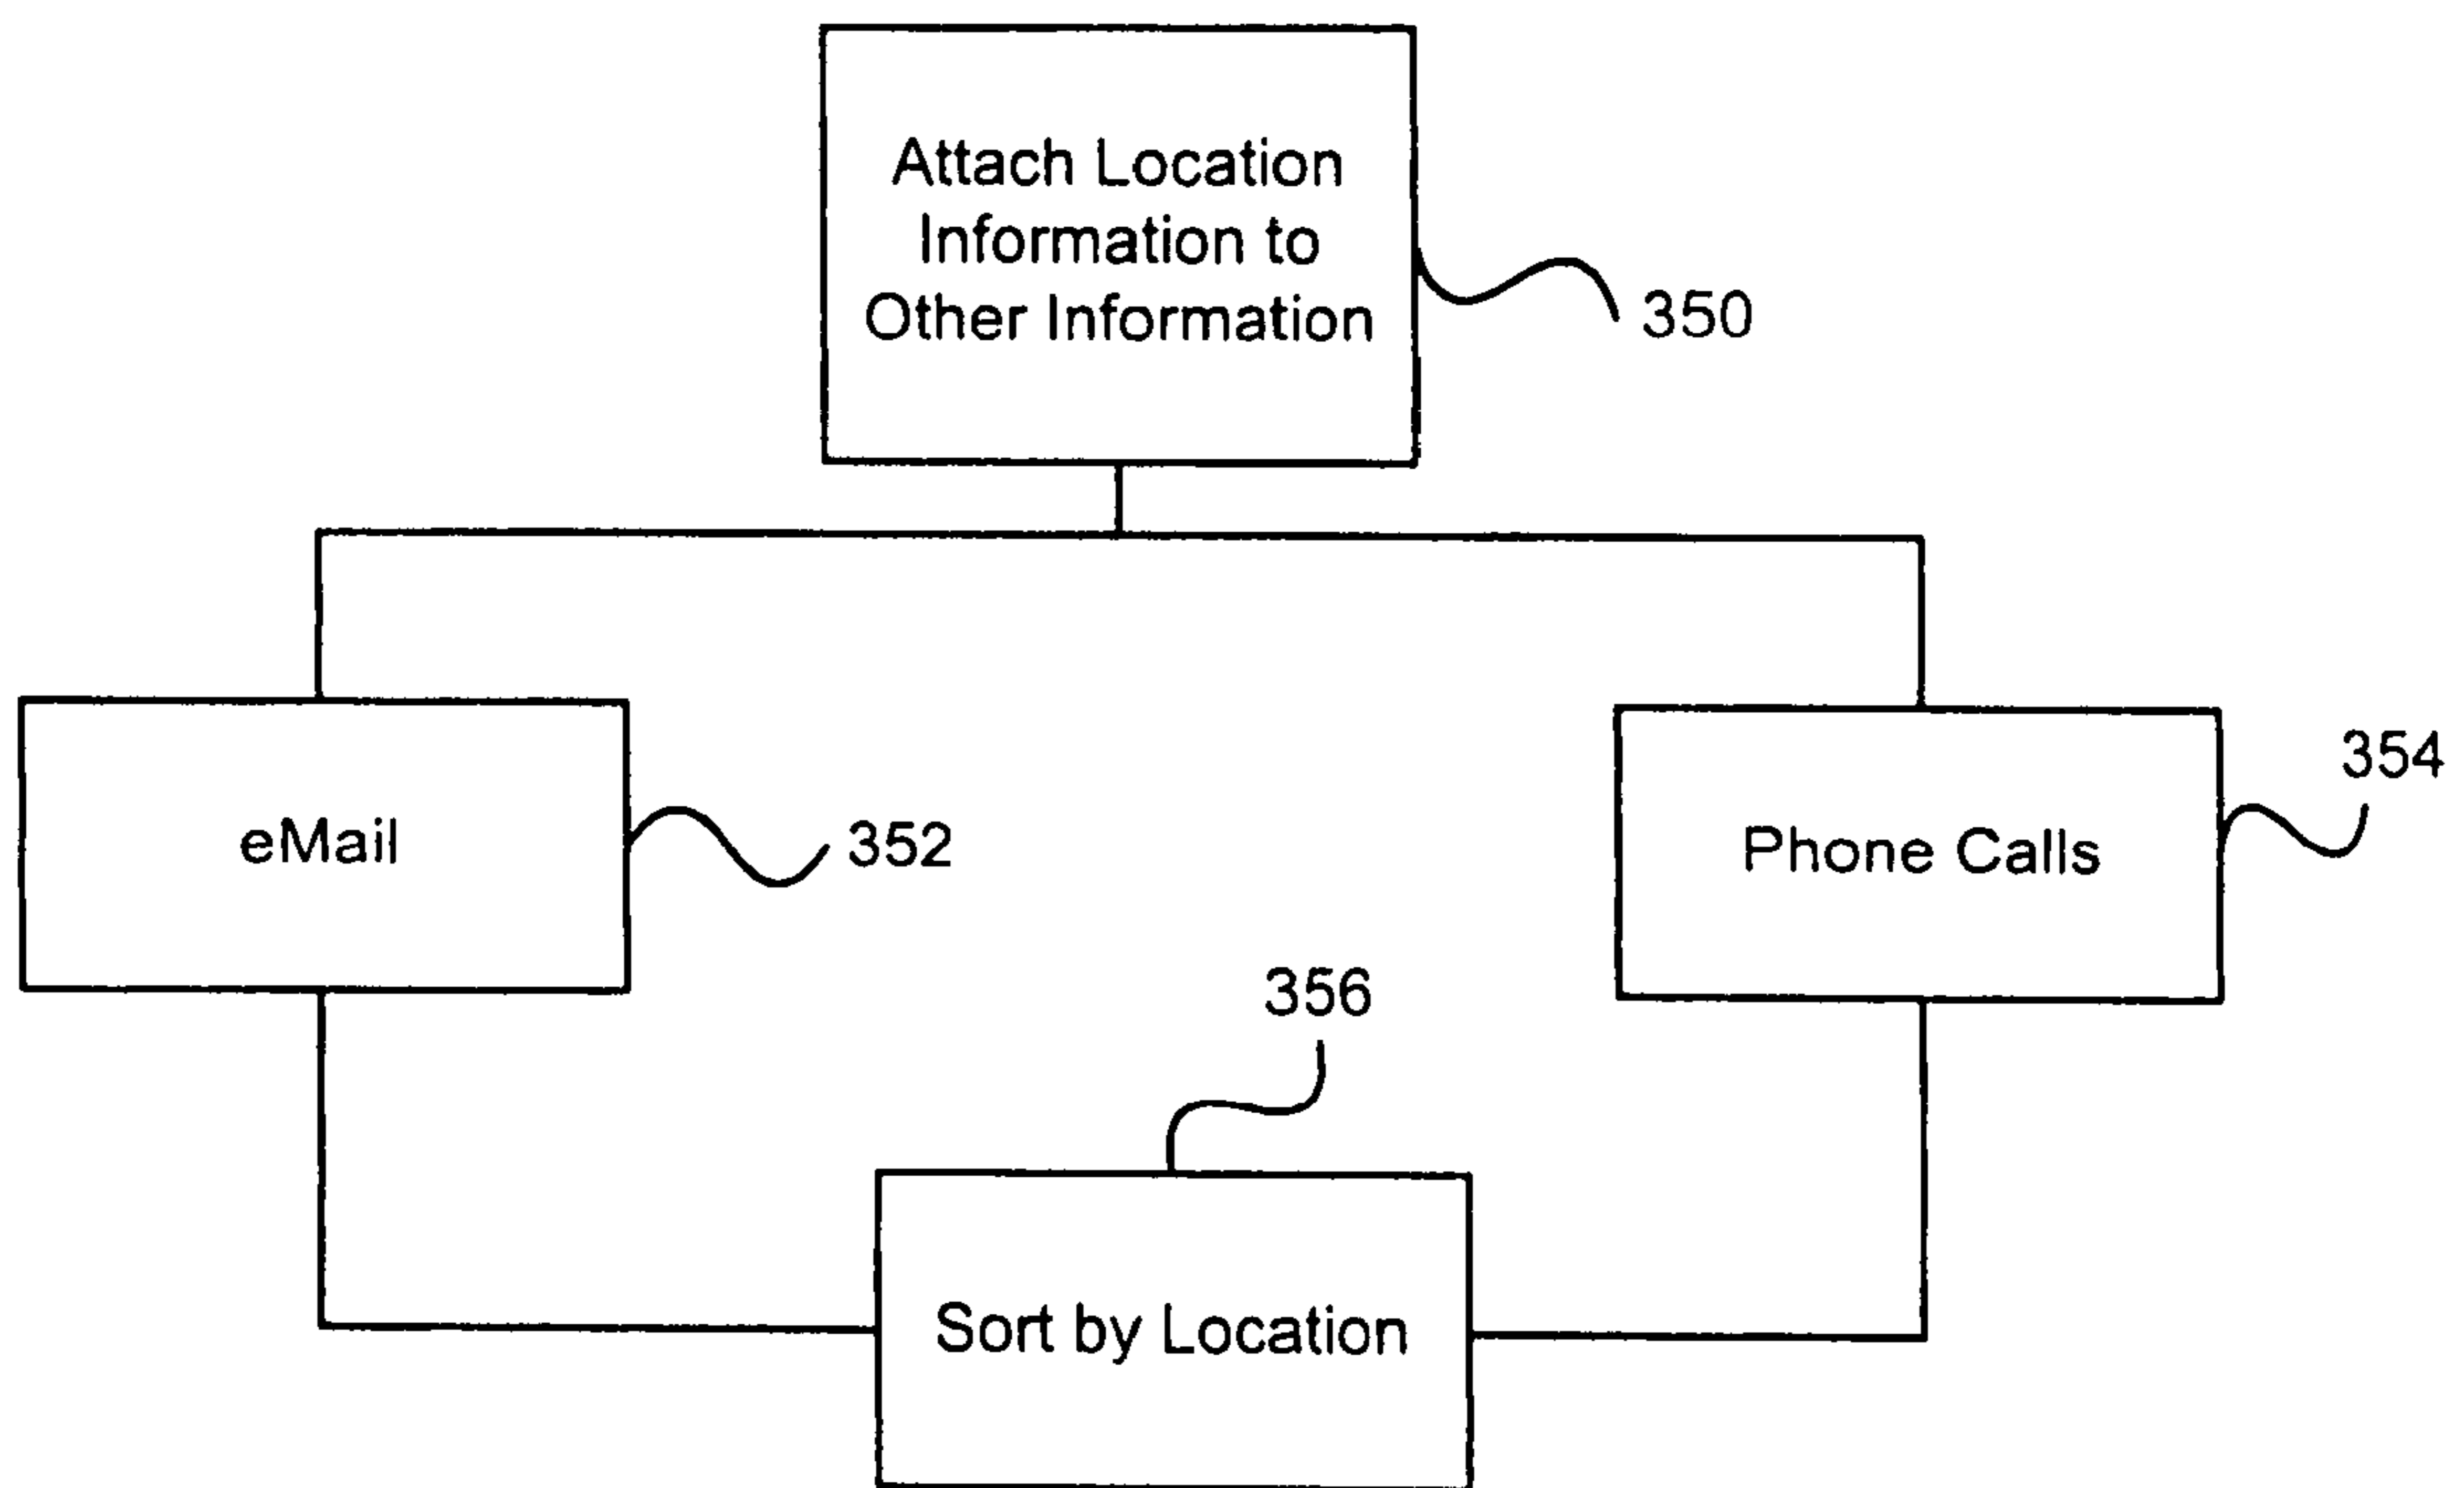 Attach Location
Information to
Other Information
350
eMail
352
Phone Calls
354
356
Sort by Location